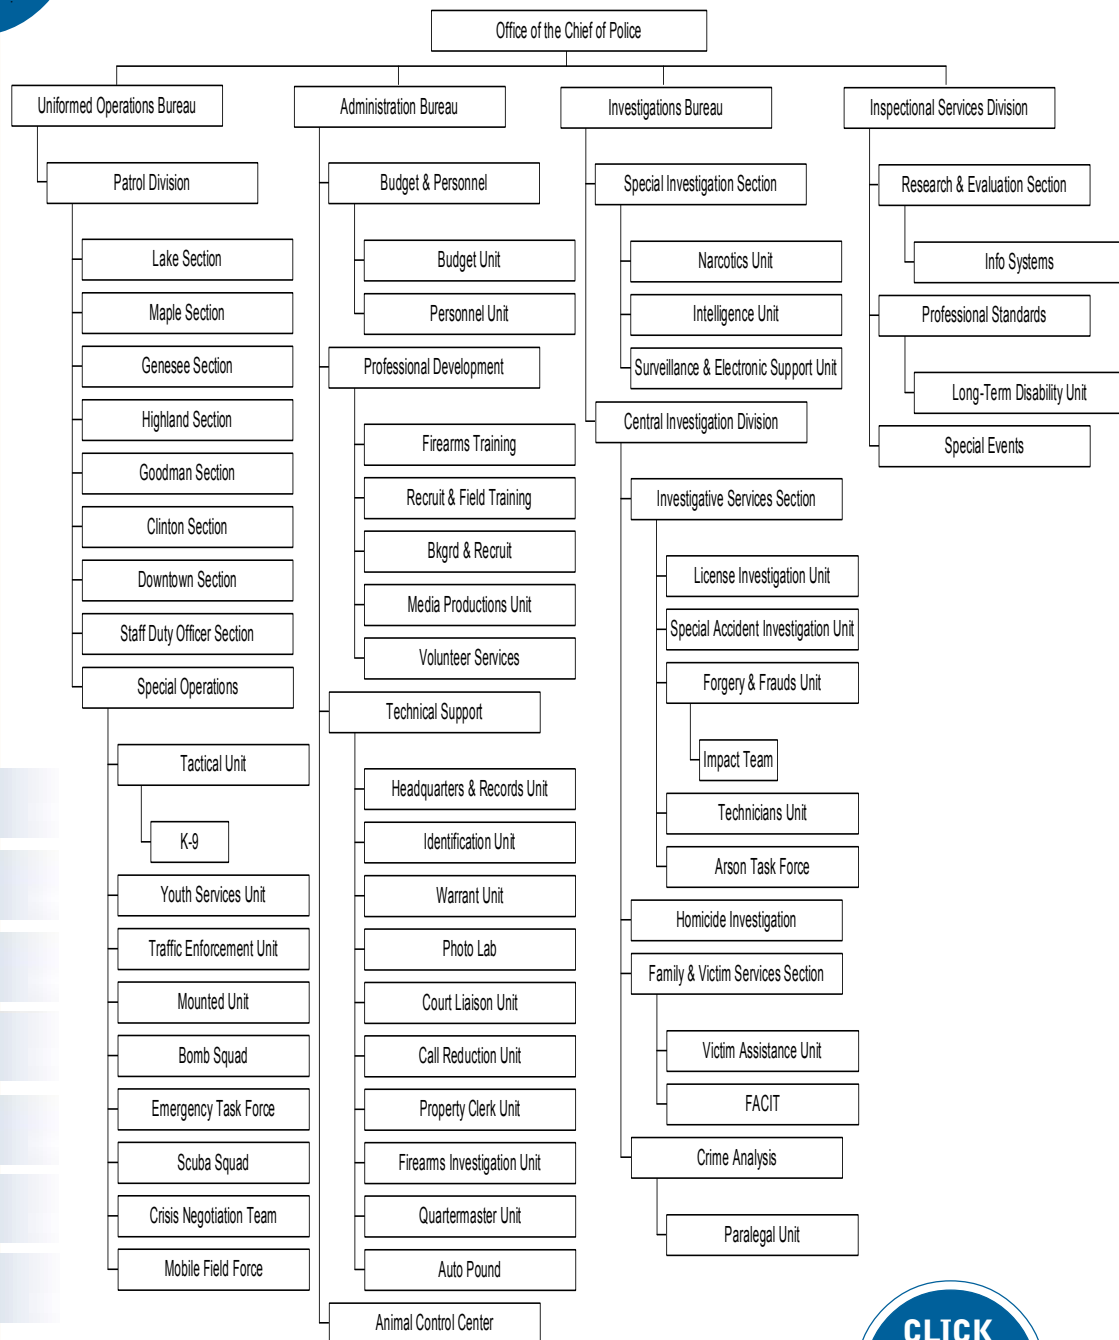 Office of the Chief of Police
Uniformed Operations Bureau
Patrol Division
Lake Section
Maple Section
Genesee Section
Highland Section
Goodman Section
Clinton Section
Downtown Section
Staff Duty Officer Section
Special Operations
Tactical Unit
K-9
Youth Services Unit
Traffic Enforcement Unit
Mounted Unit
Bomb Squad
Emergency Task Force
Scuba Squad
Crisis Negotiation Team
Mobile Field Force
Administration Bureau
Budget & Personnel
Budget Unit
Personnel Unit
Professional Development
Firearms Training
Recruit & Field Training
Bkgrd & Recruit
Media Productions Unit
Volunteer Services
Technical Support
Headquarters & Records Unit
Identification Unit
Warrant Unit
Photo Lab
Court Liaison Unit
Call Reduction Unit
Property Clerk Unit
Firearms Investigation Unit
Quartermaster Unit
Auto Pound
Animal Control Center
Investigations Bureau
Special Investigation Section
Narcotics Unit
Intelligence Unit
Surveillance & Electronic Support Unit
Central Investigation Division
Investigative Services Section
License Investigation Unit
Special Accident Investigation Unit
Forgery & Frauds Unit
Impact Team
Technicians Unit
Arson Task Force
Homicide Investigation
Family & Victim Services Section
Victim Assistance Unit
FACIT
Crime Analysis
Paralegal Unit
Inspectional Services Division
Research & Evaluation Section
Info Systems
Professional Standards
Long-Term Disability Unit
Special Events
CLICK